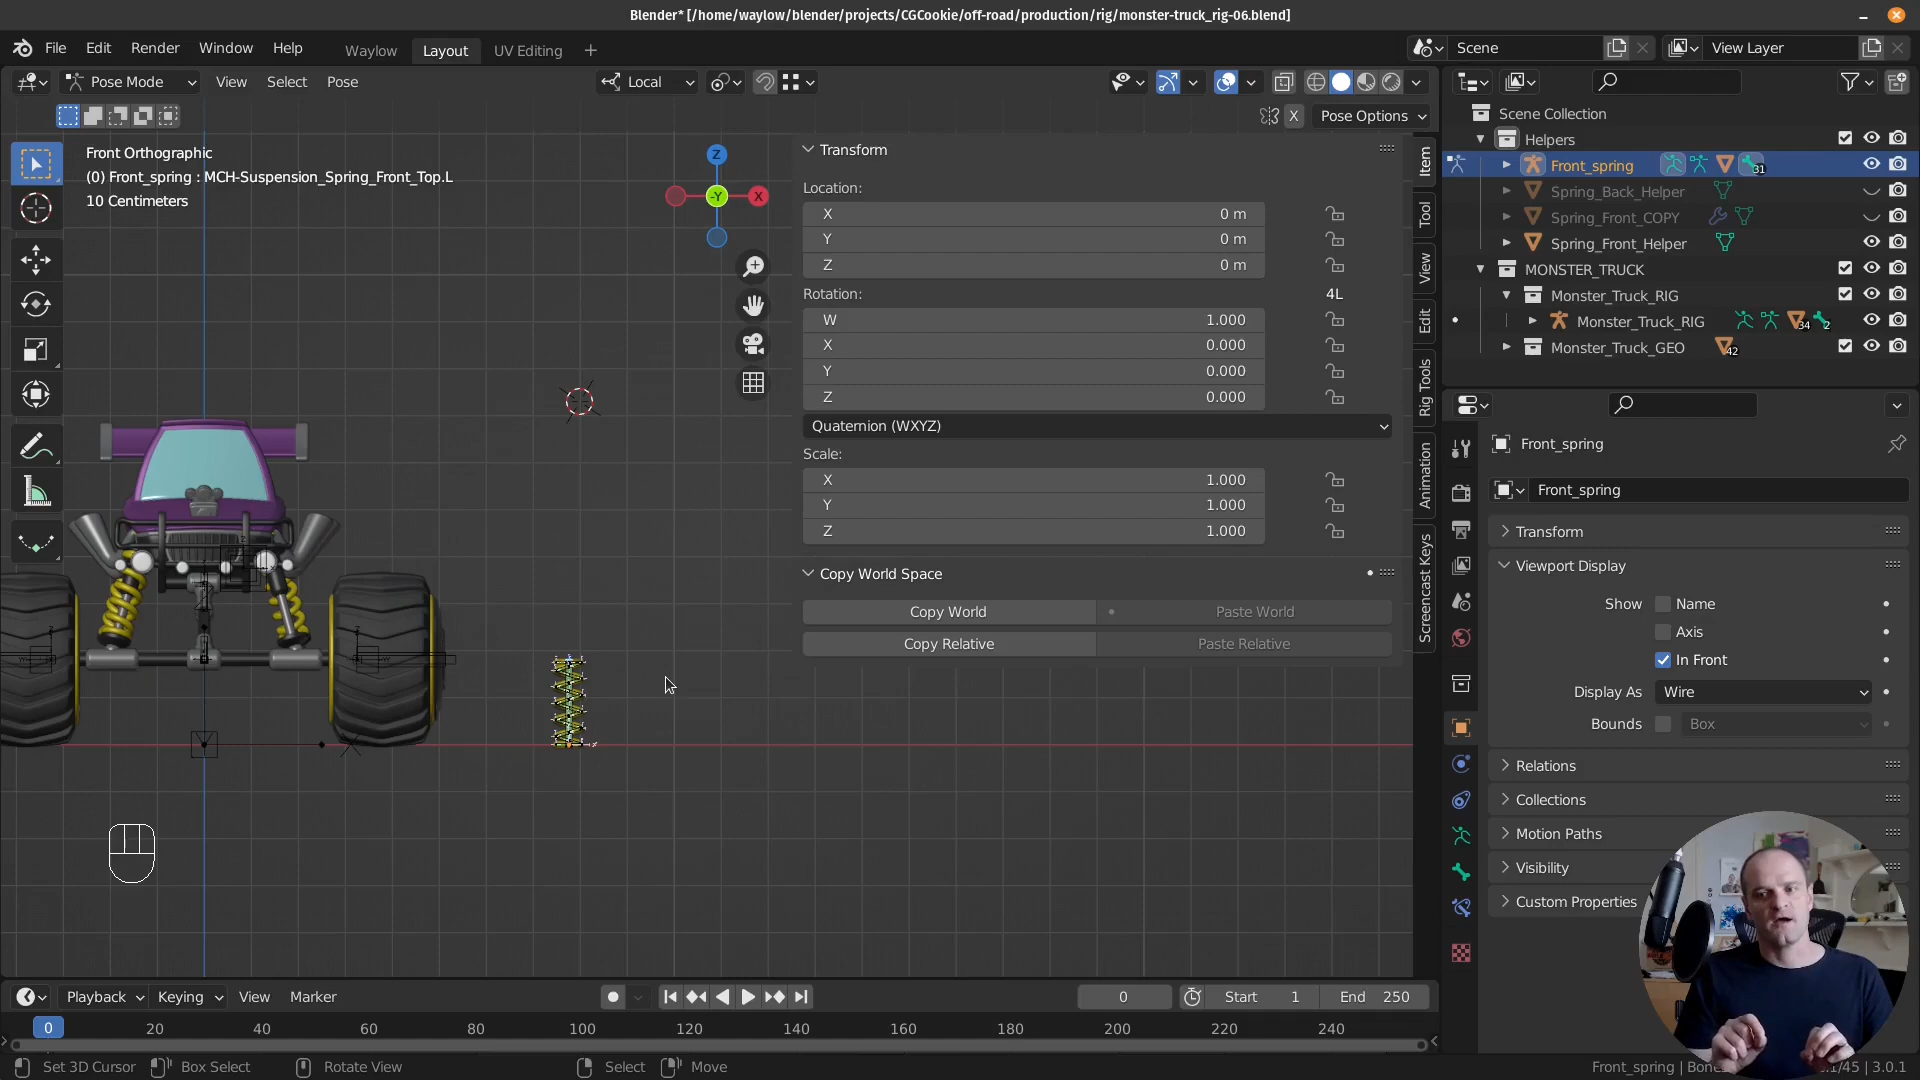 Blender* [/home/waylow/blender/projects/CGCookie/off-road/production/rig/monster-truck_rig-06.blend]
File Edit Render Window Help Waylow Layout UV Editing + Scene View Layer
Pose Mode View Select Pose Local
X Pose Options
Front Orthographic
(0) Front_spring : MCH-Suspension_Spring_Front_Top.L
10 Centimeters
Z
-Y
X
Transform
Location:
X 0 m
Y 0 m
Z 0 m
Rotation: 4L
W 1.000
X 0.000
Y 0.000
Z 0.000
Quaternion (WXYZ)
Scale:
X 1.000
Y 1.000
Z 1.000
Copy World Space
Copy World Paste World
Copy Relative Paste Relative
Item
Tool
View
Edit
Rig Tools
Animation
Screencast Keys
Scene Collection
Helpers
Front_spring 31
Spring_Back_Helper
Spring_Front_COPY
Spring_Front_Helper
MONSTER_TRUCK
Monster_Truck_RIG
Monster_Truck_RIG 34 2
Monster_Truck_GEO 42
Front_spring
Front_spring
Transform
Viewport Display
Show Name
Axis
In Front
Display As Wire
Bounds Box
Relations
Collections
Motion Paths
Visibility
Custom Properties
Playback Keying View Marker 0 Start 1 End 250
0 20 40 60 80 100 120 140 160 180 200 220 240
Set 3D Cursor Box Select Rotate View Select Move Front_spring | Bone 1/45 | 3.0.1